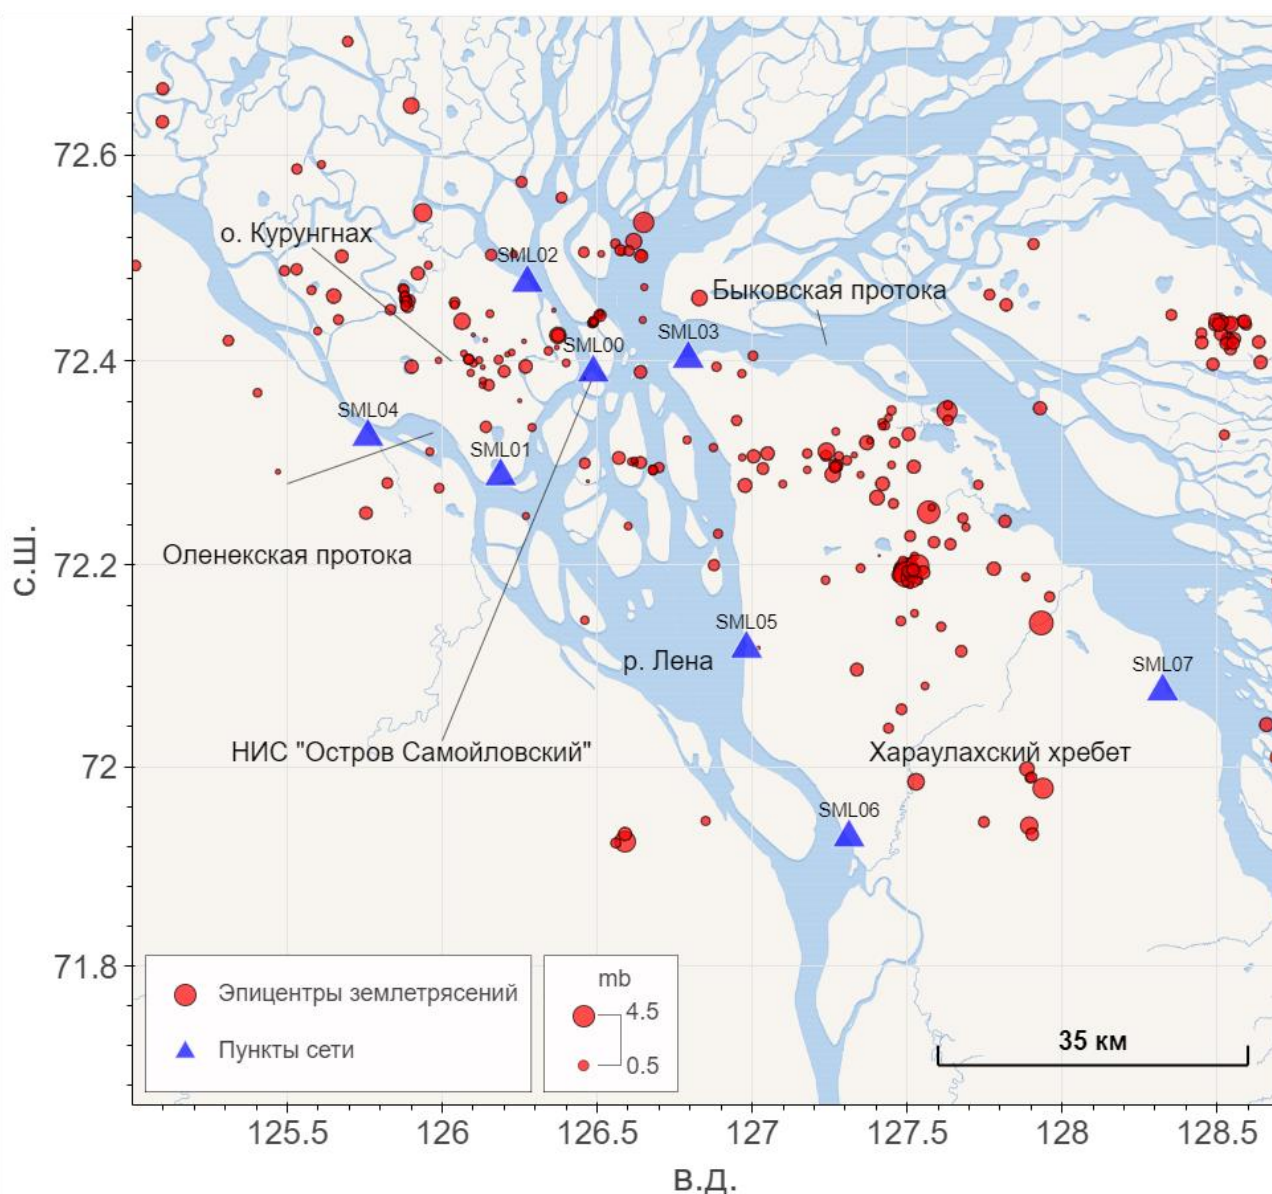 72.6
о. Курунгнах
SML02
Быковская протока
SML03
SML00
72.4
SML04
SML01
с.ш.
Оленекская протока
72.2
SML05
р. Лена
SML07
72
НИС "Остров Самойловский"
Хараулахский хребет
SML06
71.8
Эпицентры землетрясений
Пункты сети
mb
4.5
0.5
35 км
125.5 126 126.5 127 127.5 128 128.5
в.д.